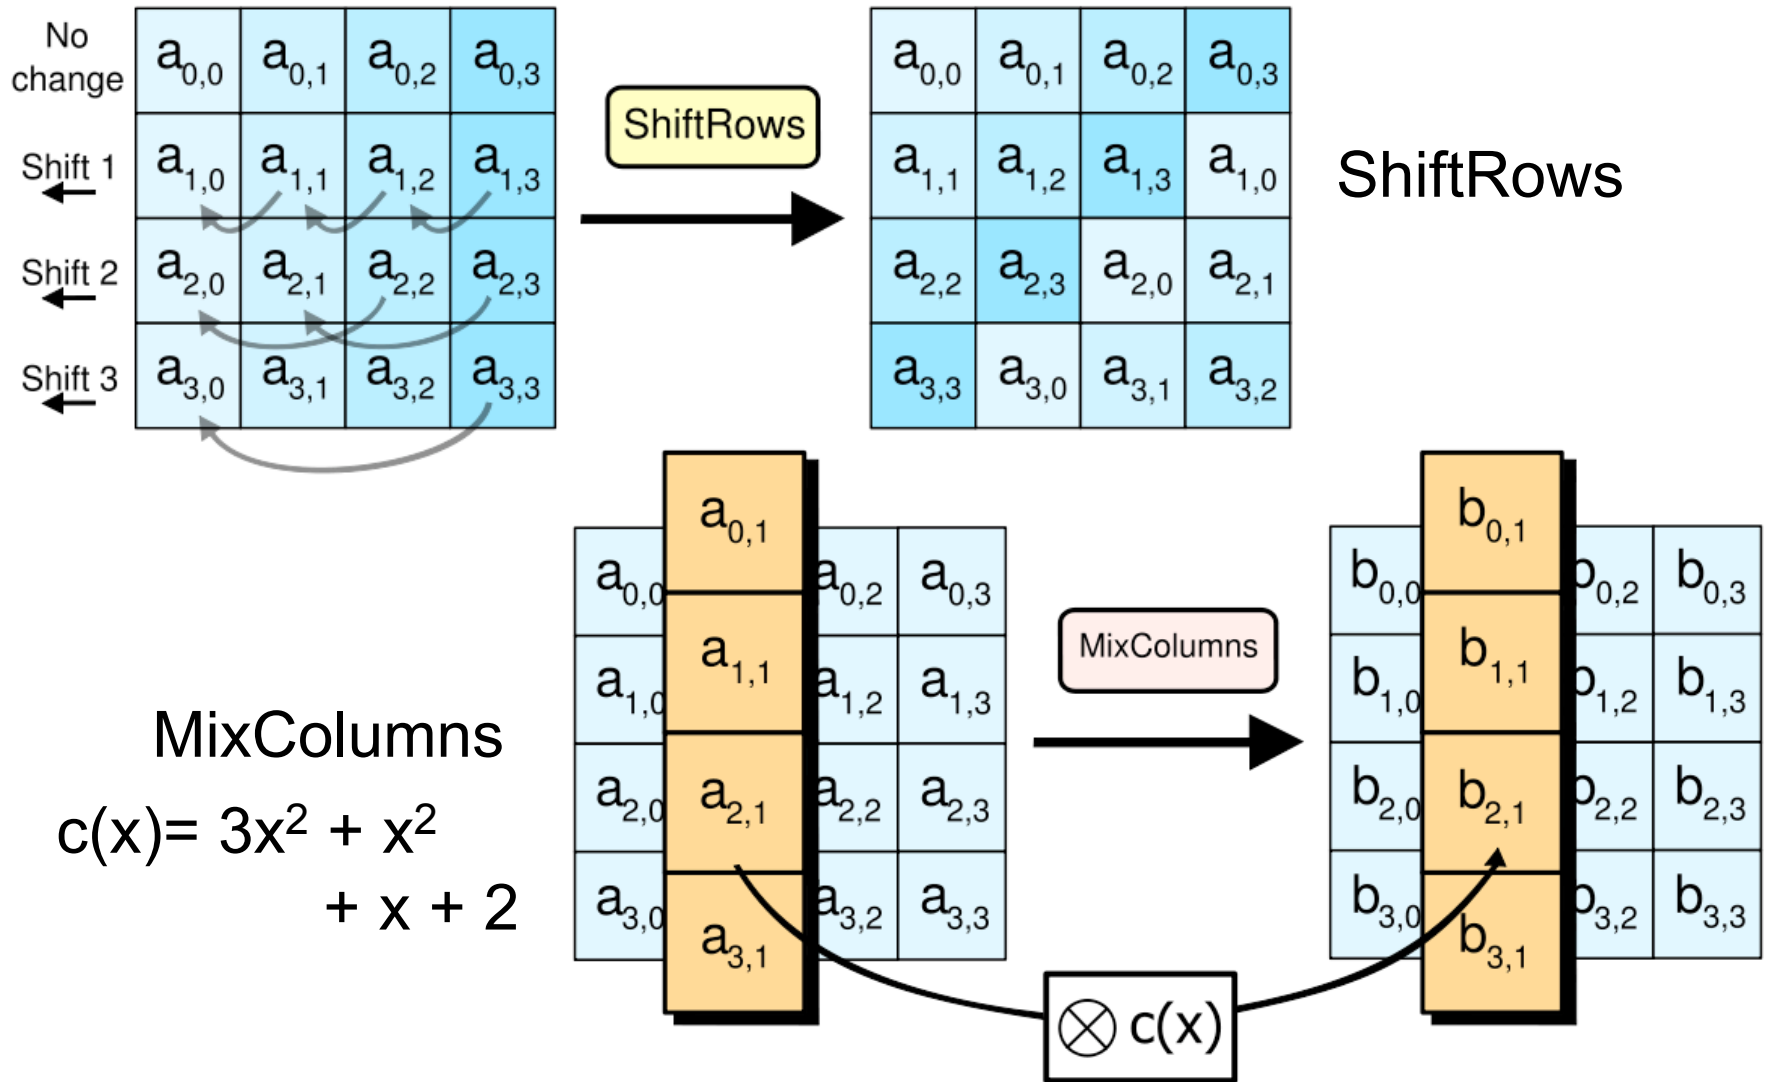 No
change
a0,0 a0,1 a0,2 a0,3
Shift 1
a1,0 a1,1 a1,2 a1,3
Shift 2
a2,0 a2,1 a2,2 a2,3
Shift 3
a3,0 a3,1 a3,2 a3,3
ShiftRows
a0,0 a0,1 a0,2 a0,3
a1,1 a1,2 a1,3 a1,0
a2,2 a2,3 a2,0 a2,1
a3,3 a3,0 a3,1 a3,2
ShiftRows
MixColumns
c(x)= 3x² + x²
+ x + 2
a0,0 a0,1 a0,2 a0,3
a1,0 a1,1 a1,2 a1,3
a2,0 a2,1 a2,2 a2,3
a3,0 a3,1 a3,2 a3,3
MixColumns
b0,0 b0,1 b0,2 b0,3
b1,0 b1,1 b1,2 b1,3
b2,0 b2,1 b2,2 b2,3
b3,0 b3,1 b3,2 b3,3
⊗ c(x)